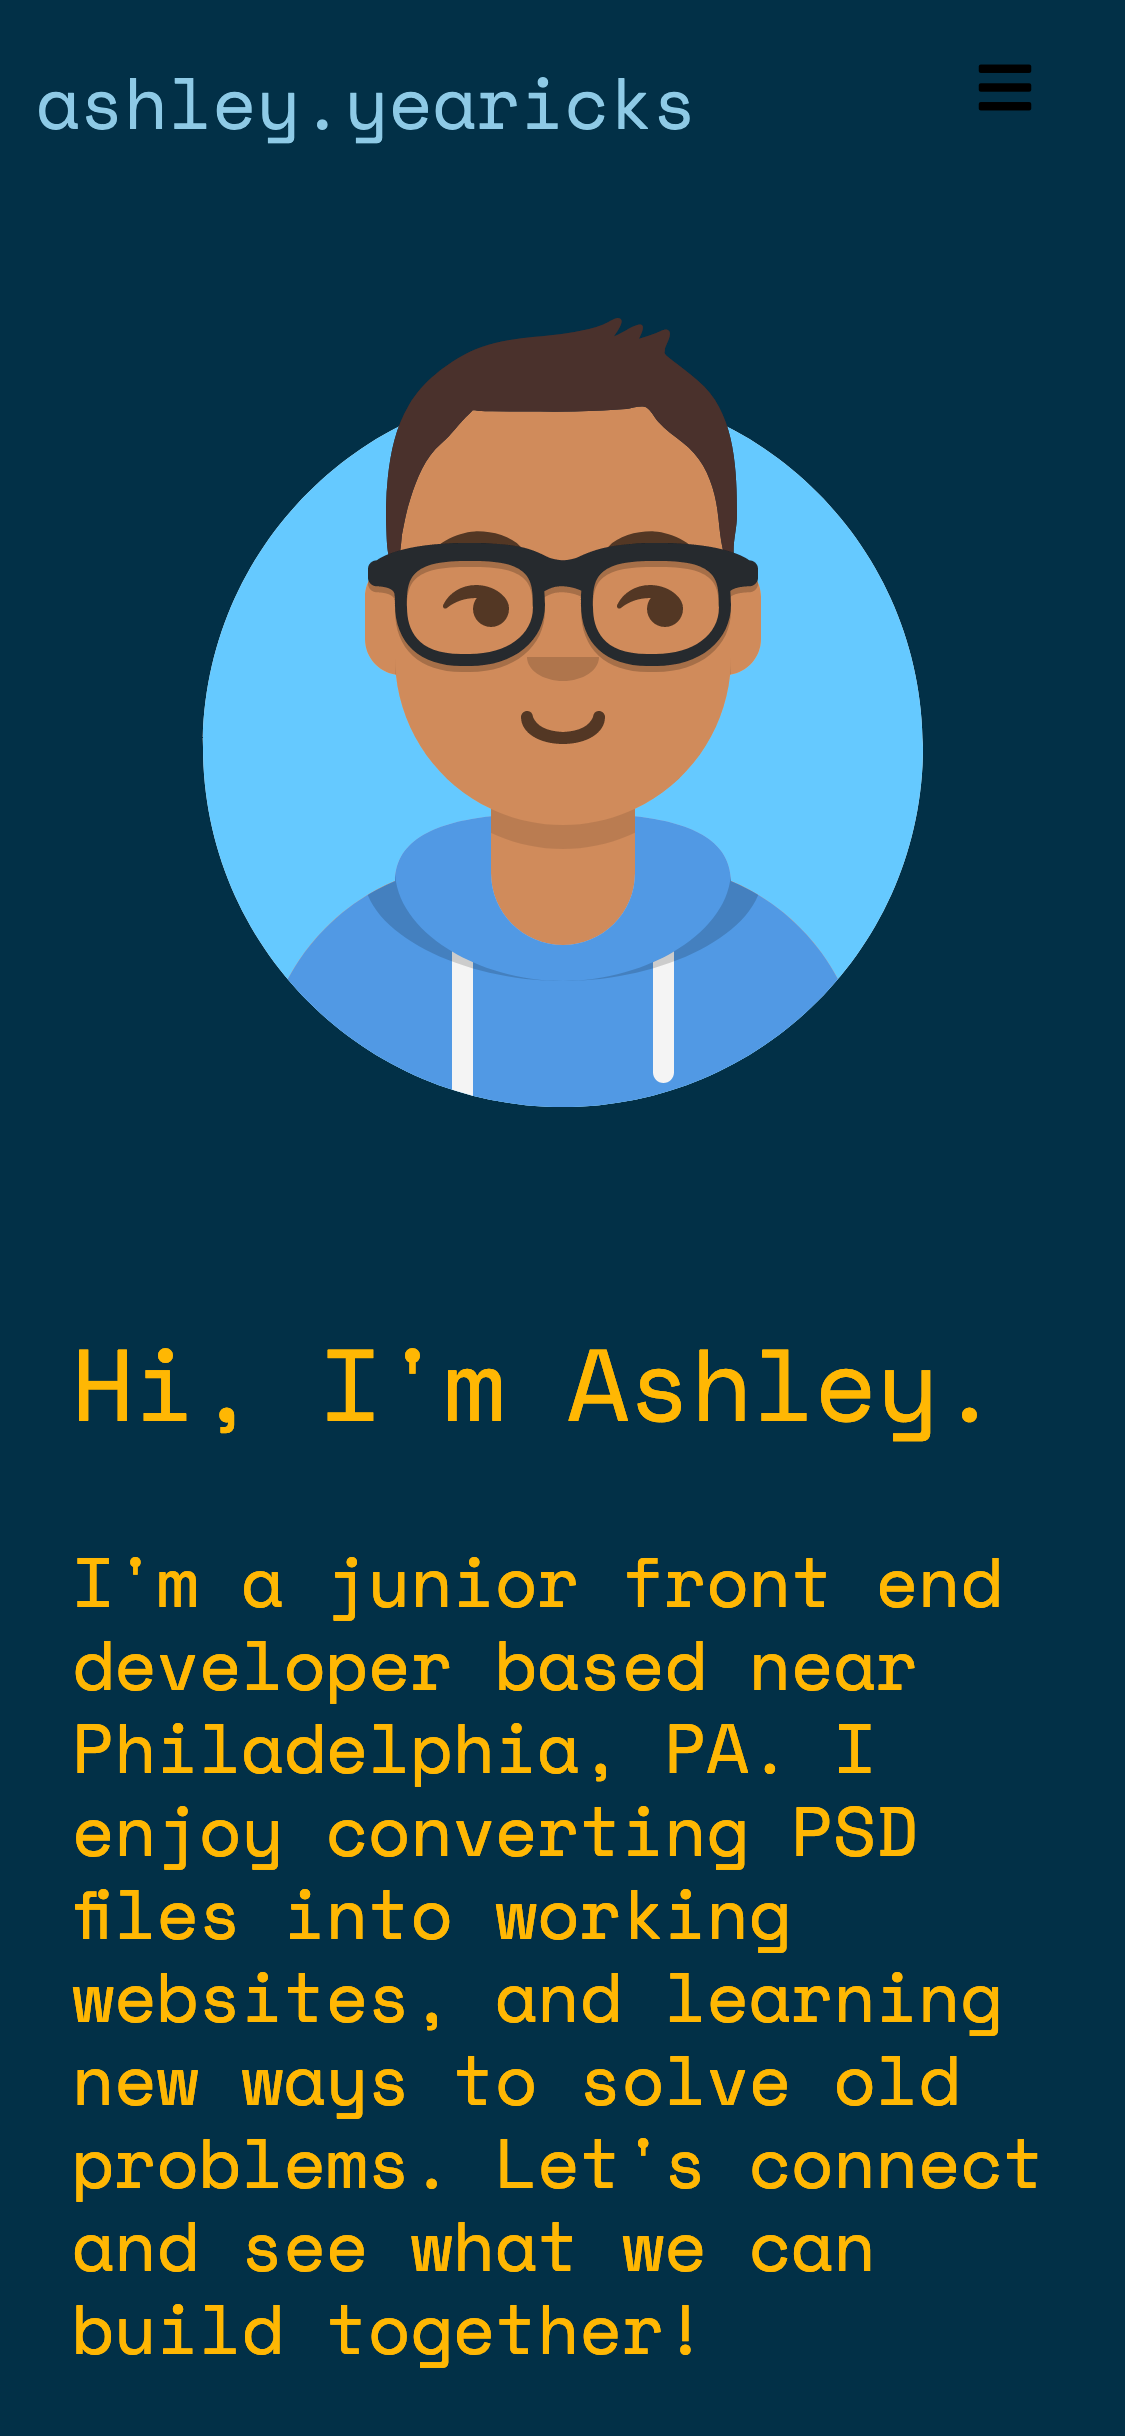 ashley.yearicks
Hi, I'm Ashley.
I'm a junior front end
developer based near
Philadelphia, PA. I
enjoy converting PSD
files into working
websites, and learning
new ways to solve old
problems. Let's connect
and see what we can
build together!